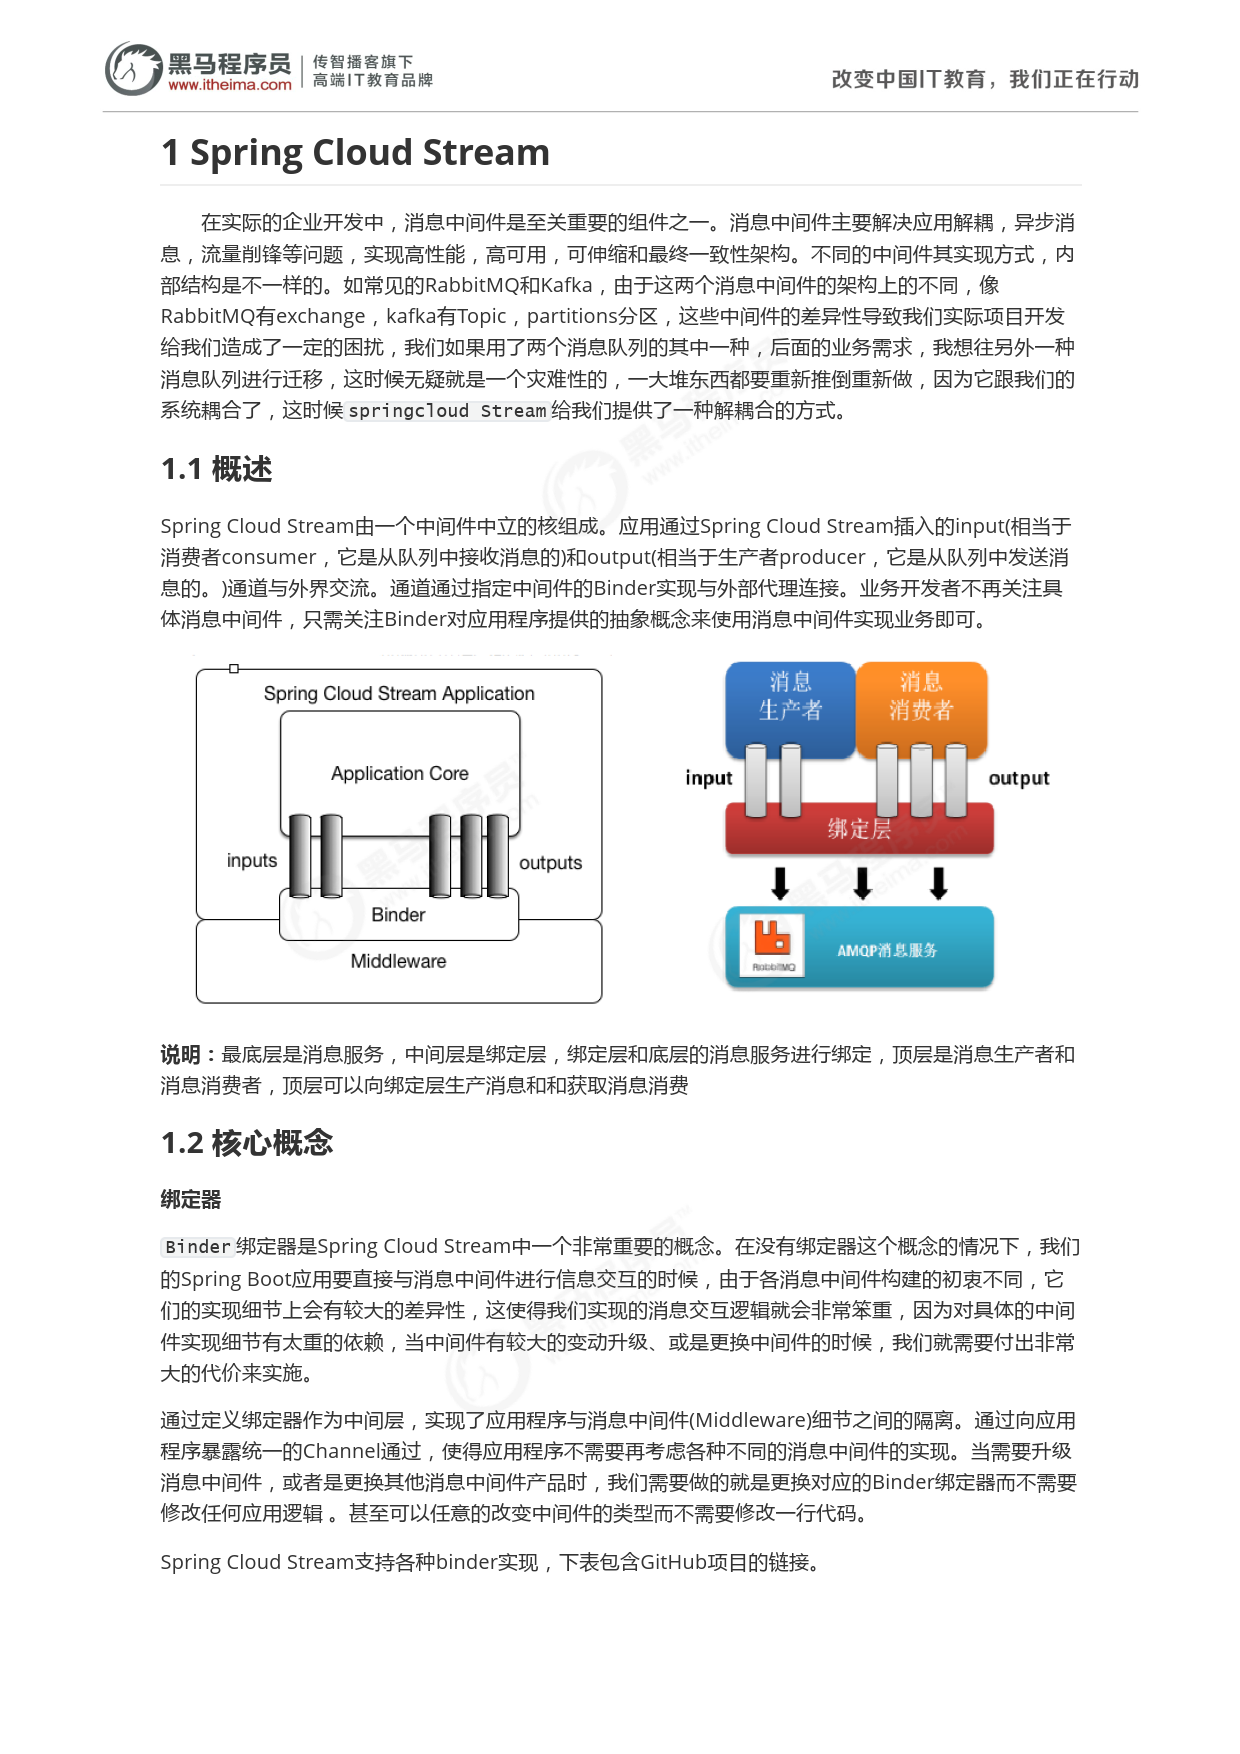 黑马程序员
www.itheima.com
传智播客旗下
高端IT教育品牌
改变中国IT教育，我们正在行动
1 Spring Cloud Stream
在实际的企业开发中，消息中间件是至关重要的组件之一。消息中间件主要解决应用解耦，异步消
息，流量削锋等问题，实现高性能，高可用，可伸缩和最终一致性架构。不同的中间件其实现方式，内
部结构是不一样的。如常见的RabbitMQ和Kafka，由于这两个消息中间件的架构上的不同，像
RabbitMQ有exchange，kafka有Topic，partitions分区，这些中间件的差异性导致我们实际项目开发
给我们造成了一定的困扰，我们如果用了两个消息队列的其中一种，后面的业务需求，我想往另外一种
消息队列进行迁移，这时候无疑就是一个灾难性的，一大堆东西都要重新推倒重新做，因为它跟我们的
系统耦合了，这时候 springcloud Stream 给我们提供了一种解耦合的方式。
1.1 概述
Spring Cloud Stream由一个中间件中立的核组成。应用通过Spring Cloud Stream插入的input(相当于
消费者consumer，它是从队列中接收消息的)和output(相当于生产者producer，它是从队列中发送消
息的。)通道与外界交流。通道通过指定中间件的Binder实现与外部代理连接。业务开发者不再关注具
体消息中间件，只需关注Binder对应用程序提供的抽象概念来使用消息中间件实现业务即可。
Spring Cloud Stream Application
Application Core
inputs
outputs
Binder
Middleware
消息
生产者
消息
消费者
input
output
绑定层
RabbitMQ
AMQP消息服务
说明：最底层是消息服务，中间层是绑定层，绑定层和底层的消息服务进行绑定，顶层是消息生产者和
消息消费者，顶层可以向绑定层生产消息和和获取消息消费
1.2 核心概念
绑定器
Binder 绑定器是Spring Cloud Stream中一个非常重要的概念。在没有绑定器这个概念的情况下，我们
的Spring Boot应用要直接与消息中间件进行信息交互的时候，由于各消息中间件构建的初衷不同，它
们的实现细节上会有较大的差异性，这使得我们实现的消息交互逻辑就会非常笨重，因为对具体的中间
件实现细节有太重的依赖，当中间件有较大的变动升级、或是更换中间件的时候，我们就需要付出非常
大的代价来实施。
通过定义绑定器作为中间层，实现了应用程序与消息中间件(Middleware)细节之间的隔离。通过向应用
程序暴露统一的Channel通过，使得应用程序不需要再考虑各种不同的消息中间件的实现。当需要升级
消息中间件，或者是更换其他消息中间件产品时，我们需要做的就是更换对应的Binder绑定器而不需要
修改任何应用逻辑 。甚至可以任意的改变中间件的类型而不需要修改一行代码。
Spring Cloud Stream支持各种binder实现，下表包含GitHub项目的链接。